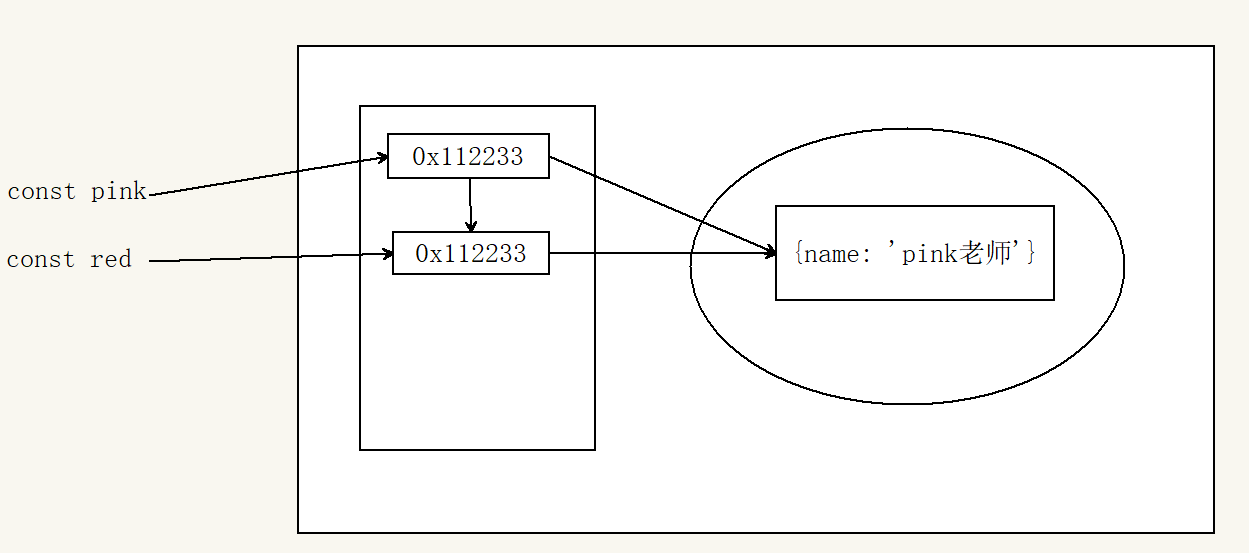 0x112233
const pink
0x112233
const red
{name: 'pink老师'}